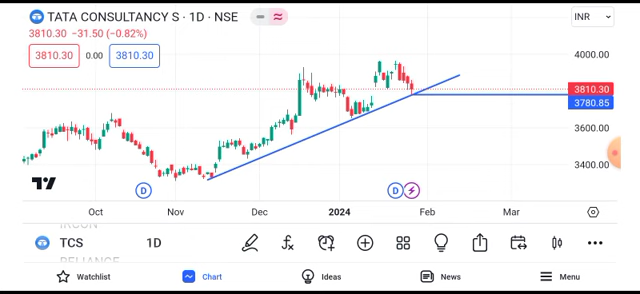 TATA CONSULTANCY S · 1D · NSE
INR
3810.30 −31.50 (−0.82%)
3810.30 0.00 3810.30
4000.00
3810.30
3780.85
3600.00
3400.00
D D
Oct Nov Dec 2024 Feb Mar
TCS 1D
RELIANCE
Watchlist Chart Ideas News Menu